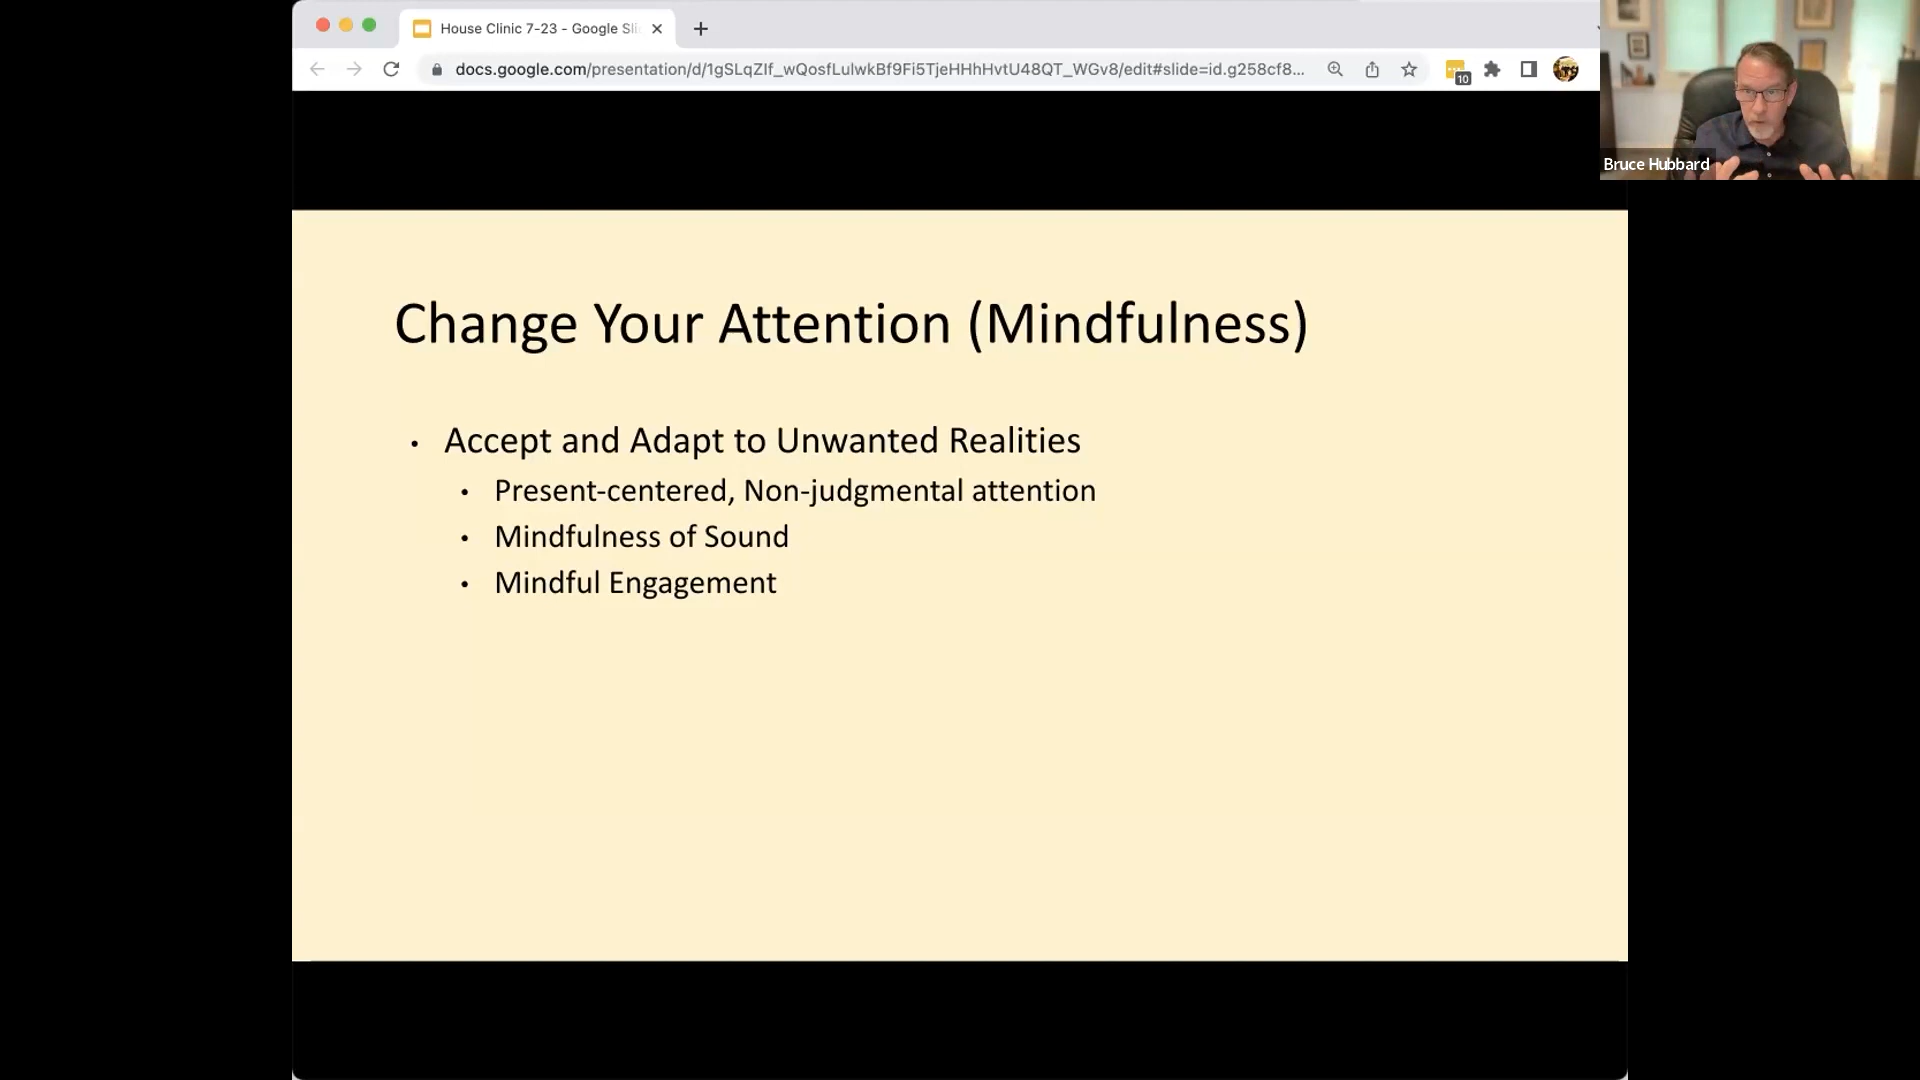 House Clinic 7-23 - Google Sli
docs.google.com/presentation/d/1gSLqZIf_wQosfLulwkBf9Fi5TjeHHhHvtU48QT_WGv8/edit#slide=id.g258cf8...
10
Bruce Hubbard
Change Your Attention (Mindfulness)
• Accept and Adapt to Unwanted Realities
• Present-centered, Non-judgmental attention
• Mindfulness of Sound
• Mindful Engagement